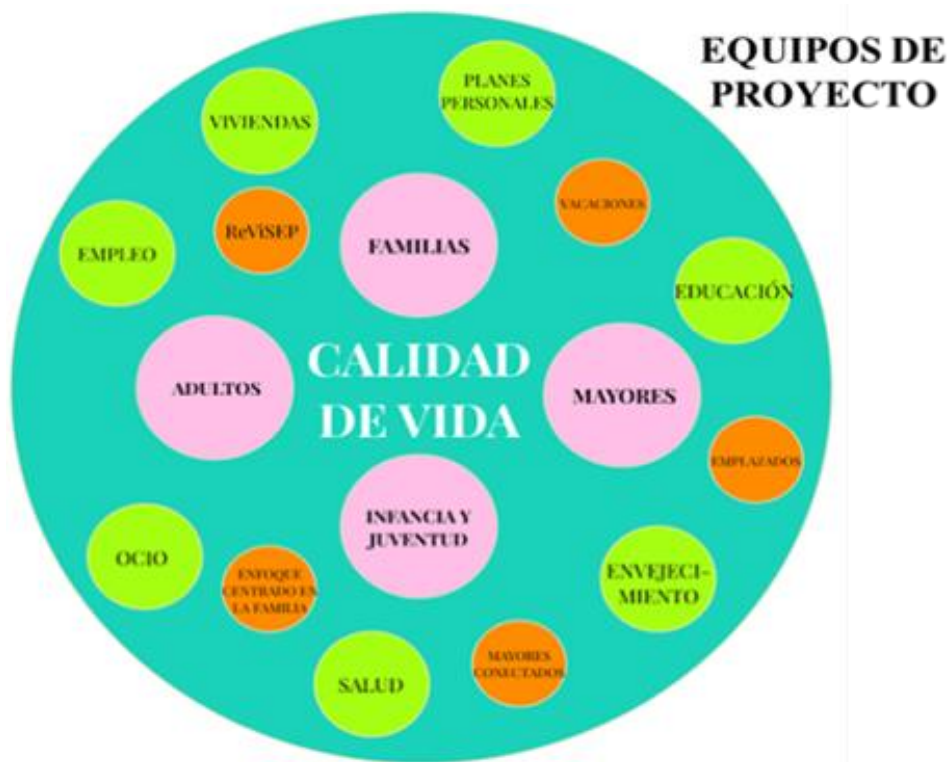 EQUIPOS DE
PROYECTO
PLANES
PERSONALES
VIVIENDAS
VACACIONES
ReViSEP
FAMILIAS
EMPLEO
EDUCACIÓN
CALIDAD
DE VIDA
ADULTOS
MAYORES
EMPLAZADOS
INFANCIA Y
JUVENTUD
OCIO
ENFOQUE
CENTRADO EN
LA FAMILIA
ENVEJECI-
MIENTO
MAYORES
CONECTADOS
SALUD